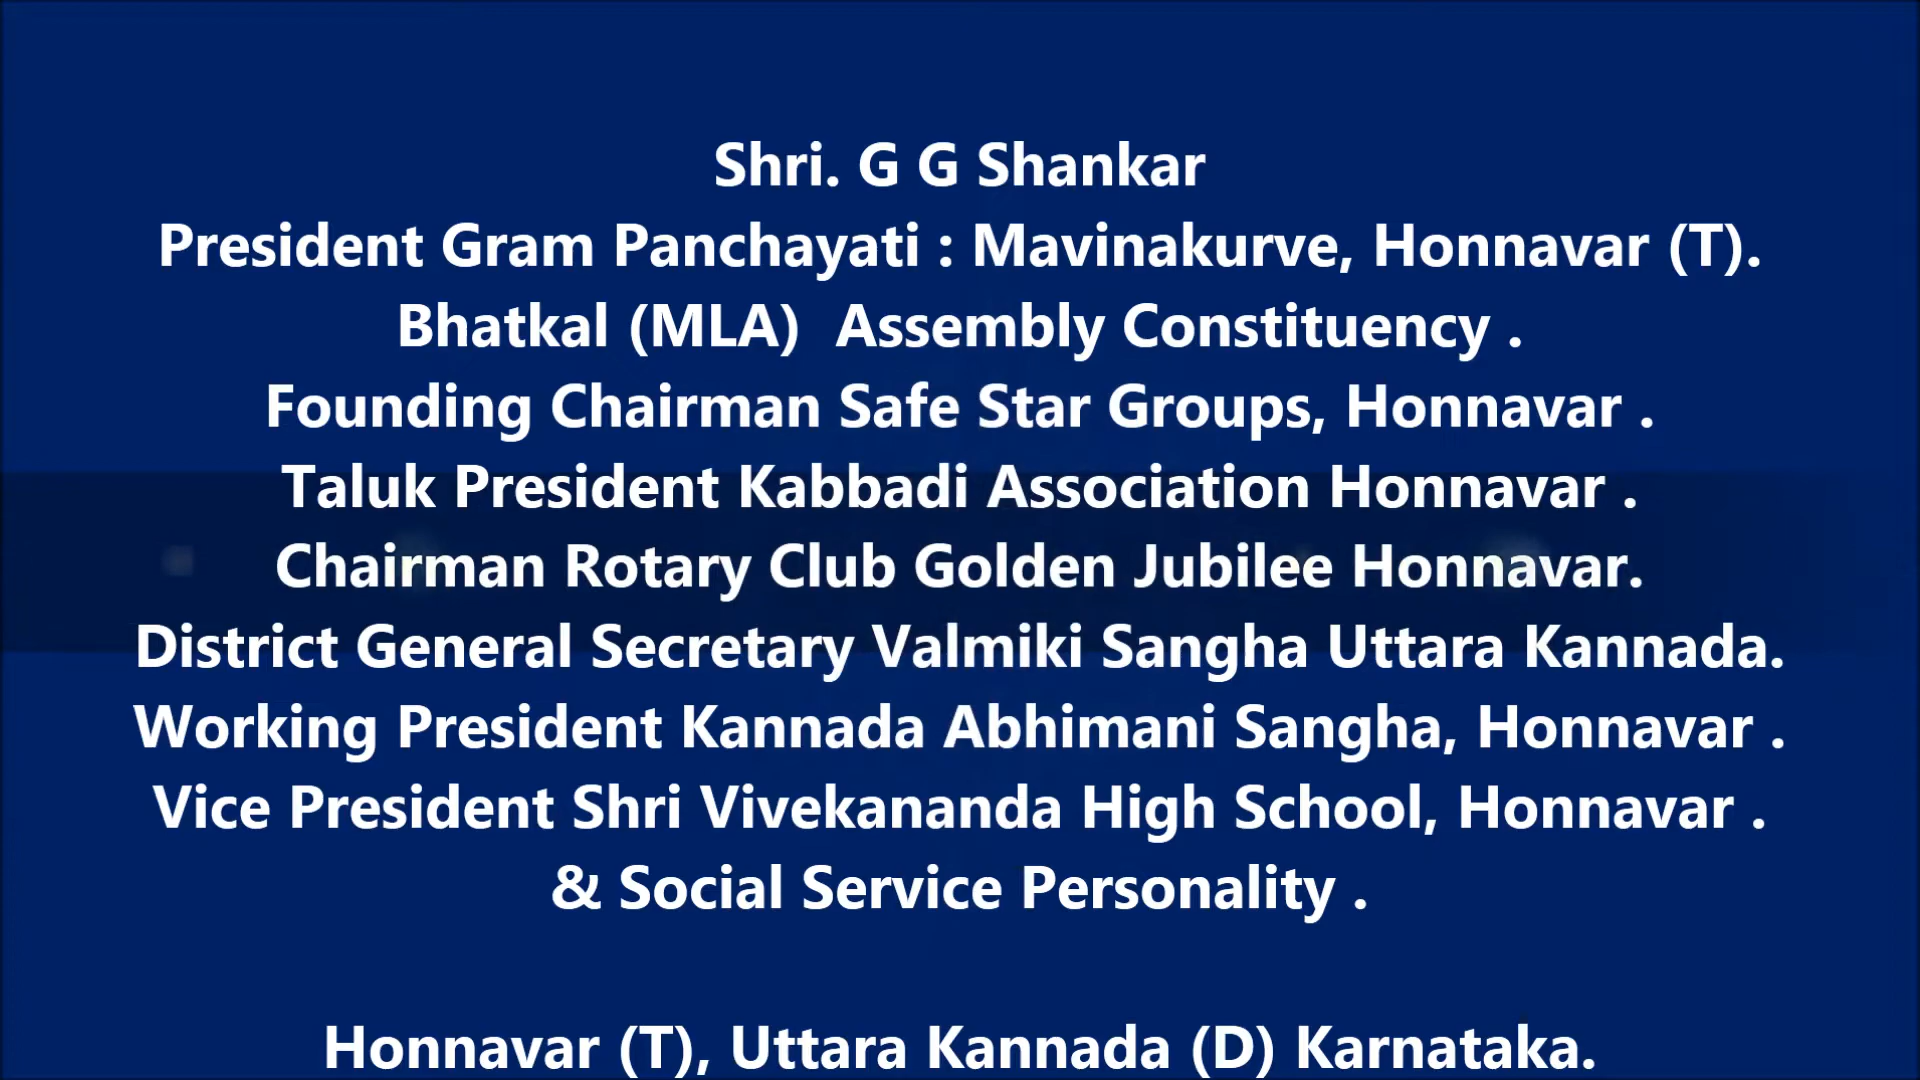 Shri. G G Shankar
President Gram Panchayati : Mavinakurve, Honnavar (T).
Bhatkal (MLA)  Assembly Constituency .
Founding Chairman Safe Star Groups, Honnavar .
Taluk President Kabbadi Association Honnavar .
Chairman Rotary Club Golden Jubilee Honnavar.
District General Secretary Valmiki Sangha Uttara Kannada.
Working President Kannada Abhimani Sangha, Honnavar .
Vice President Shri Vivekananda High School, Honnavar .
& Social Service Personality .
Honnavar (T), Uttara Kannada (D) Karnataka.